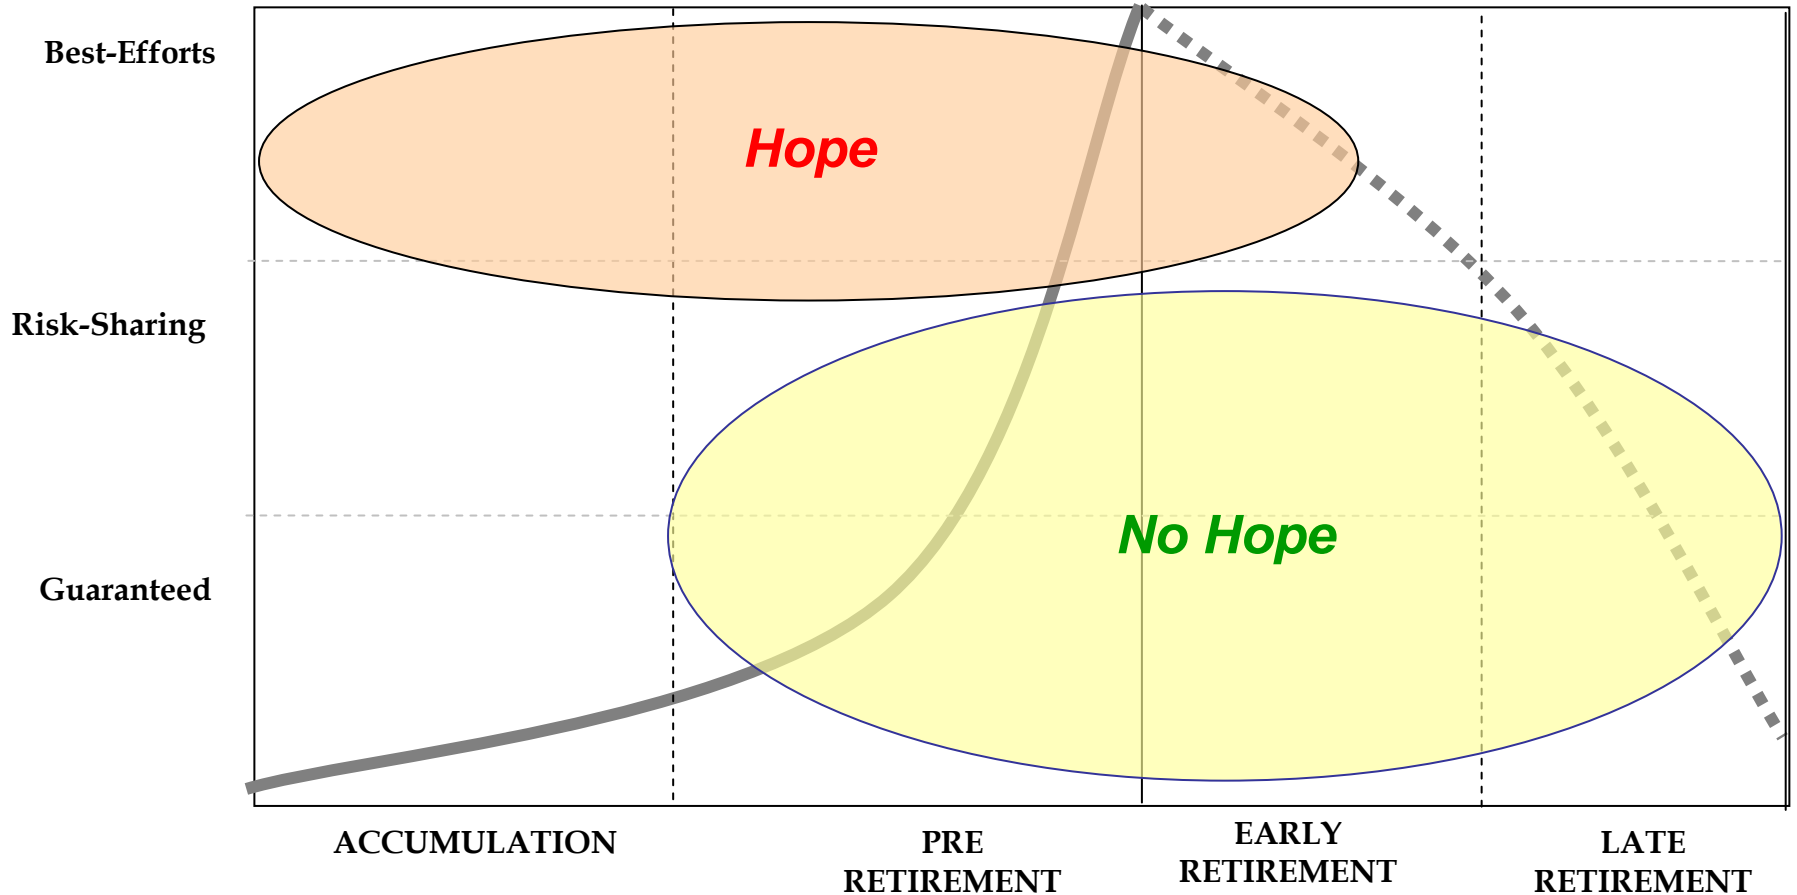 Best-Efforts
Hope
Risk-Sharing
No Hope
Guaranteed
ACCUMULATION
PRE
RETIREMENT
EARLY
RETIREMENT
LATE
RETIREMENT